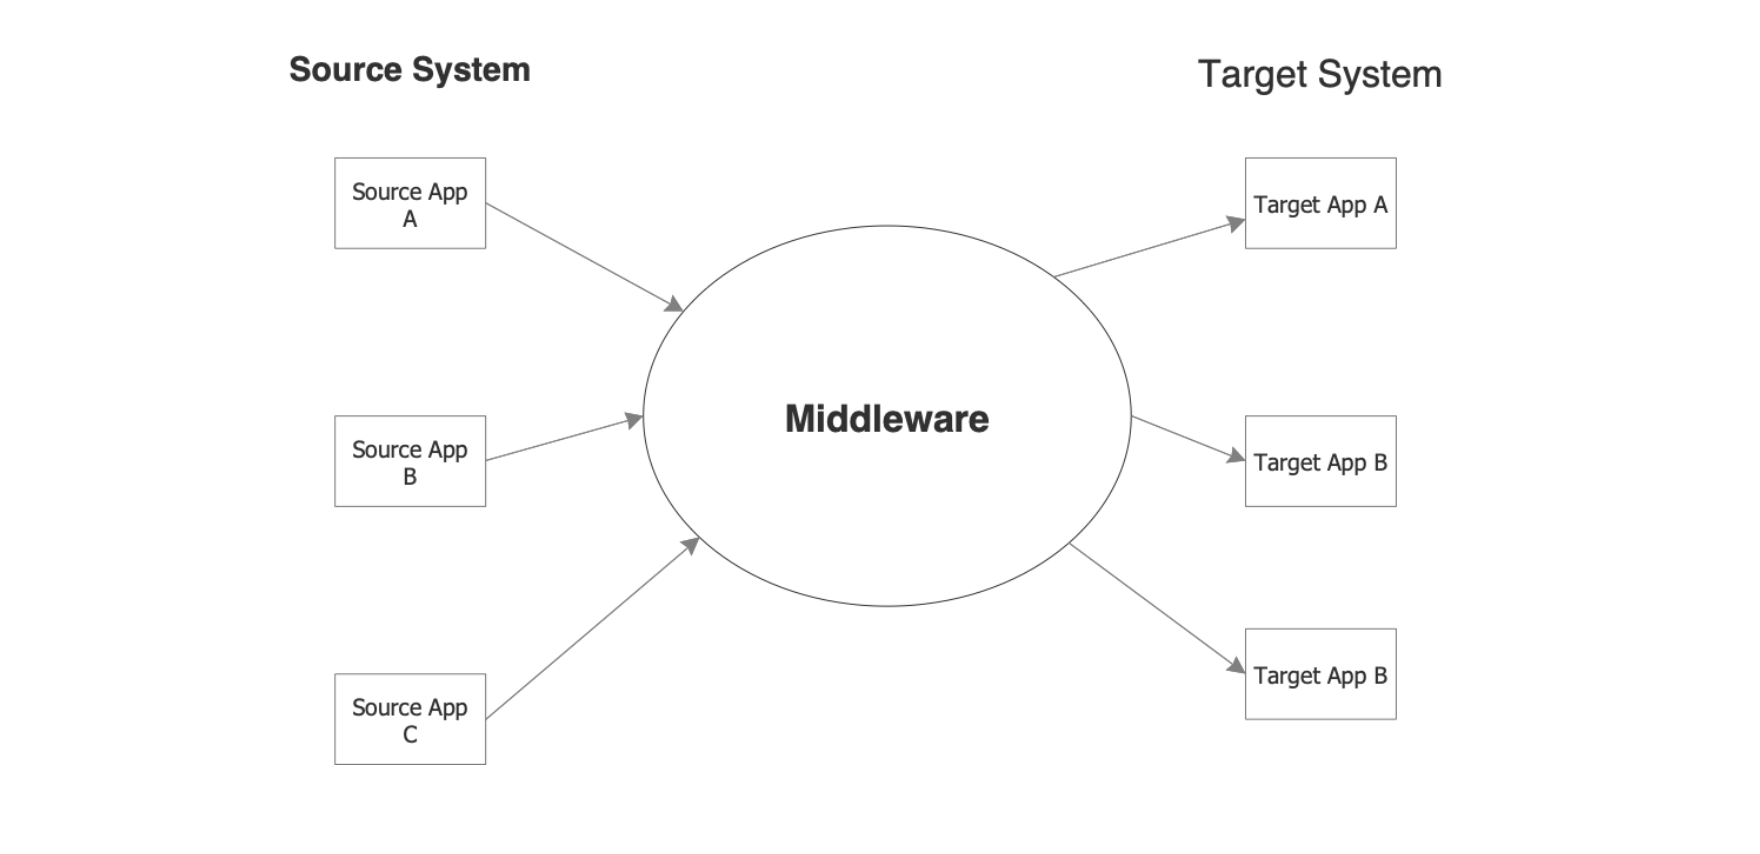 Source System
Target System
Source App
A
Target App A
Middleware
Source App
B
Target App B
Source App
C
Target App B